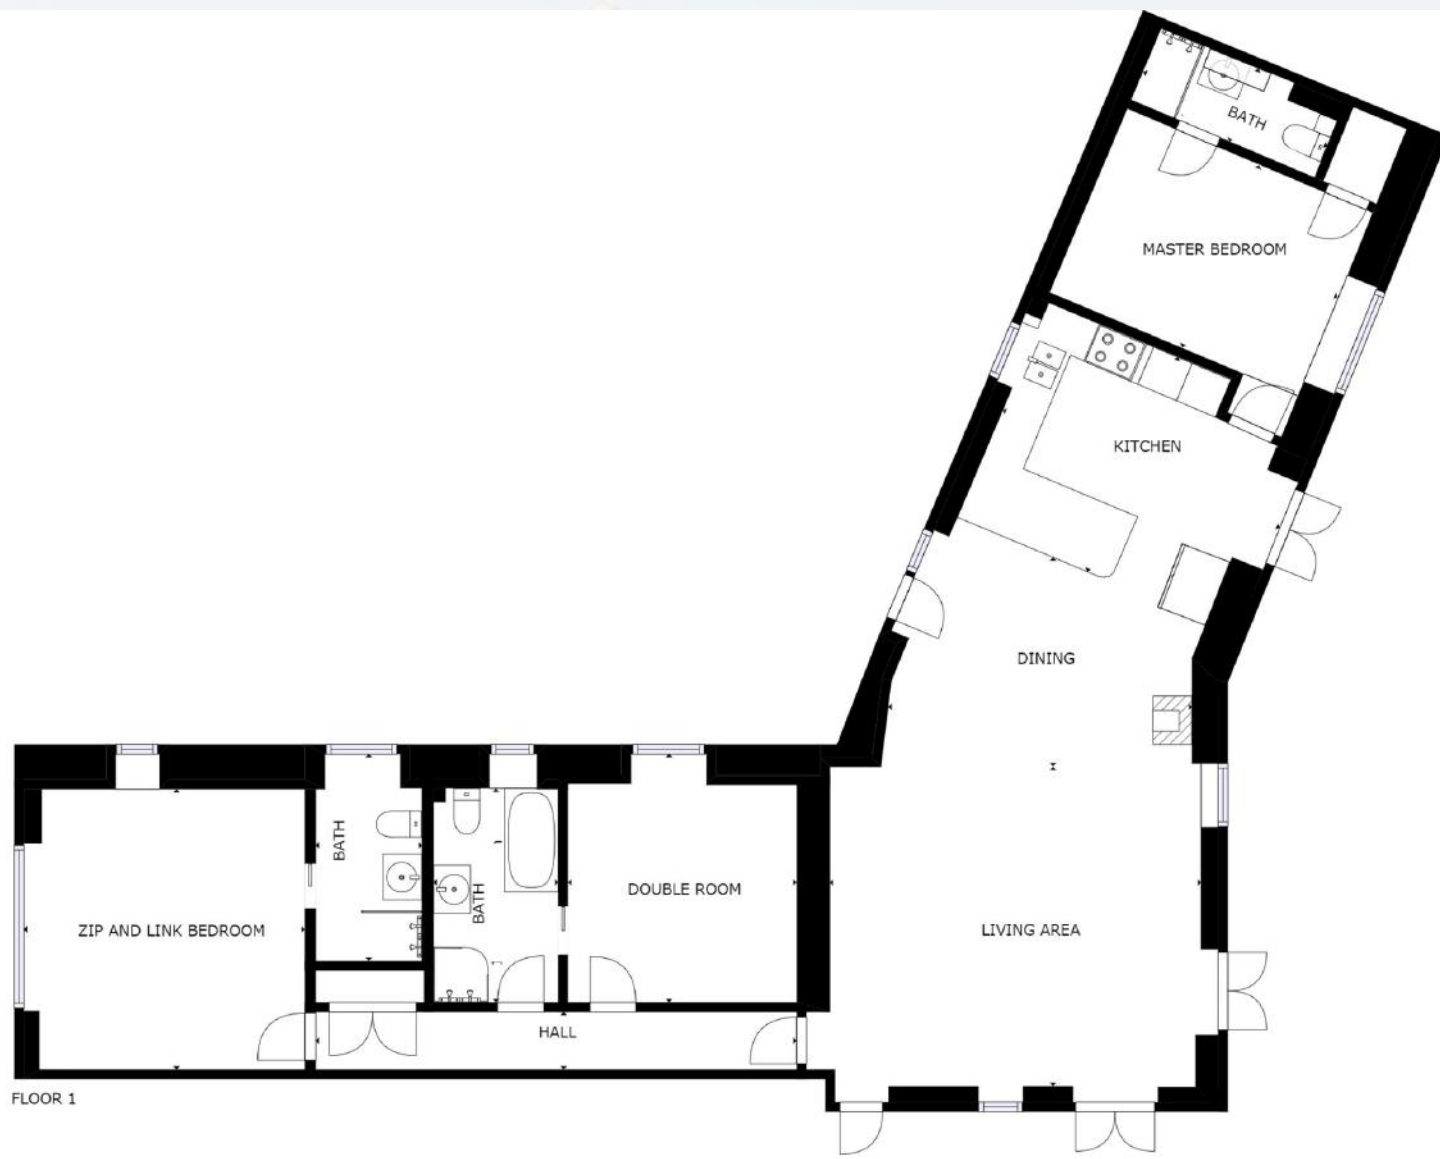 BATH
MASTER BEDROOM
KITCHEN
DINING
BATH
BATH
DOUBLE ROOM
ZIP AND LINK BEDROOM
LIVING AREA
HALL
FLOOR 1